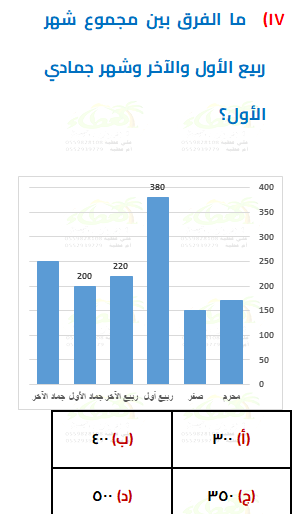 ١٧) ما الفرق بين مجموع شهر
ربيع الأول والآخر وشهر جمادي
الأول؟
400
350
300
250
200
150
100
50
0
380
220
200
محرم صفر ربيع أول ربيع الآخر جماد الأول جماد الآخر
(أ) ٣٠٠ (ب) ٤٠٠
(ج) ٣٥٠ (د) ٥٠٠